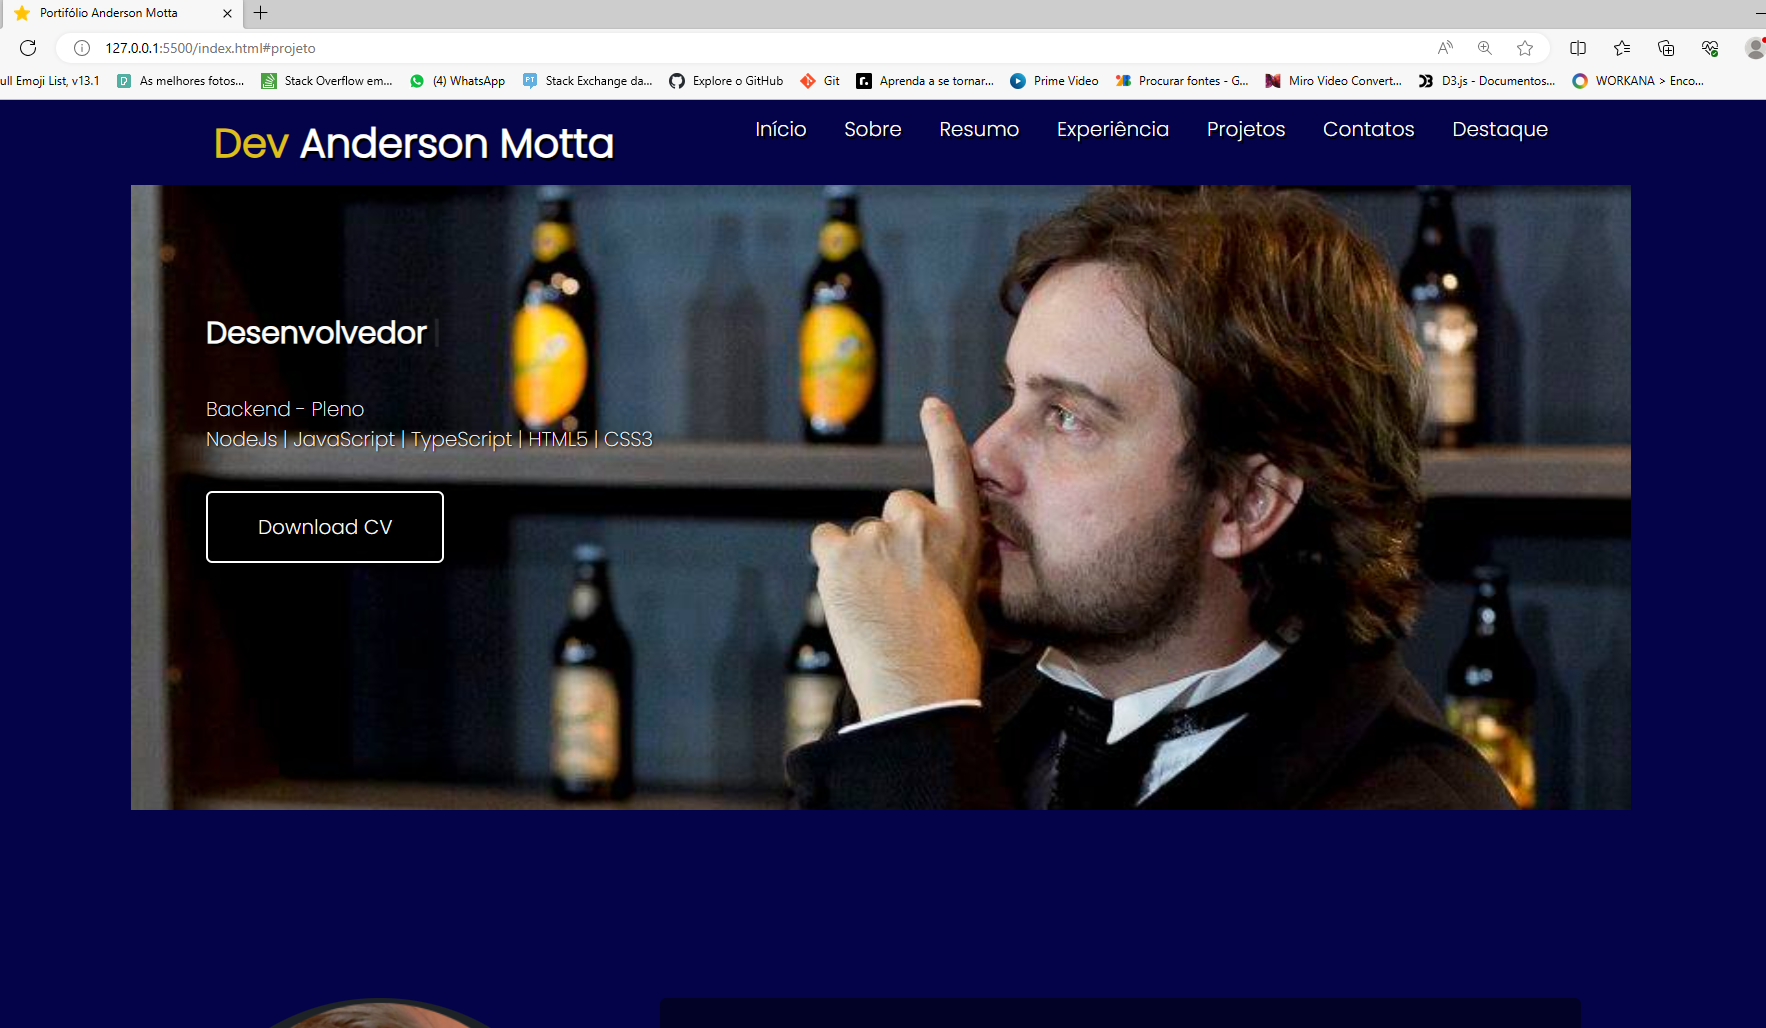 Portifólio Anderson Motta
127.0.0.1:5500/index.html#projeto
ull Emoji List, v13.1 As melhores fotos... Stack Overflow em... (4) WhatsApp Stack Exchange da... Explore o GitHub Git Aprenda a se tornar... Prime Video Procurar fontes - G... Miro Video Convert... D3.js - Documentos... WORKANA > Enco...
Dev Anderson Motta
Início Sobre Resumo Experiência Projetos Contatos Destaque
Desenvolvedor |
Backend - Pleno
NodeJs | JavaScript | TypeScript | HTML5 | CSS3
Download CV